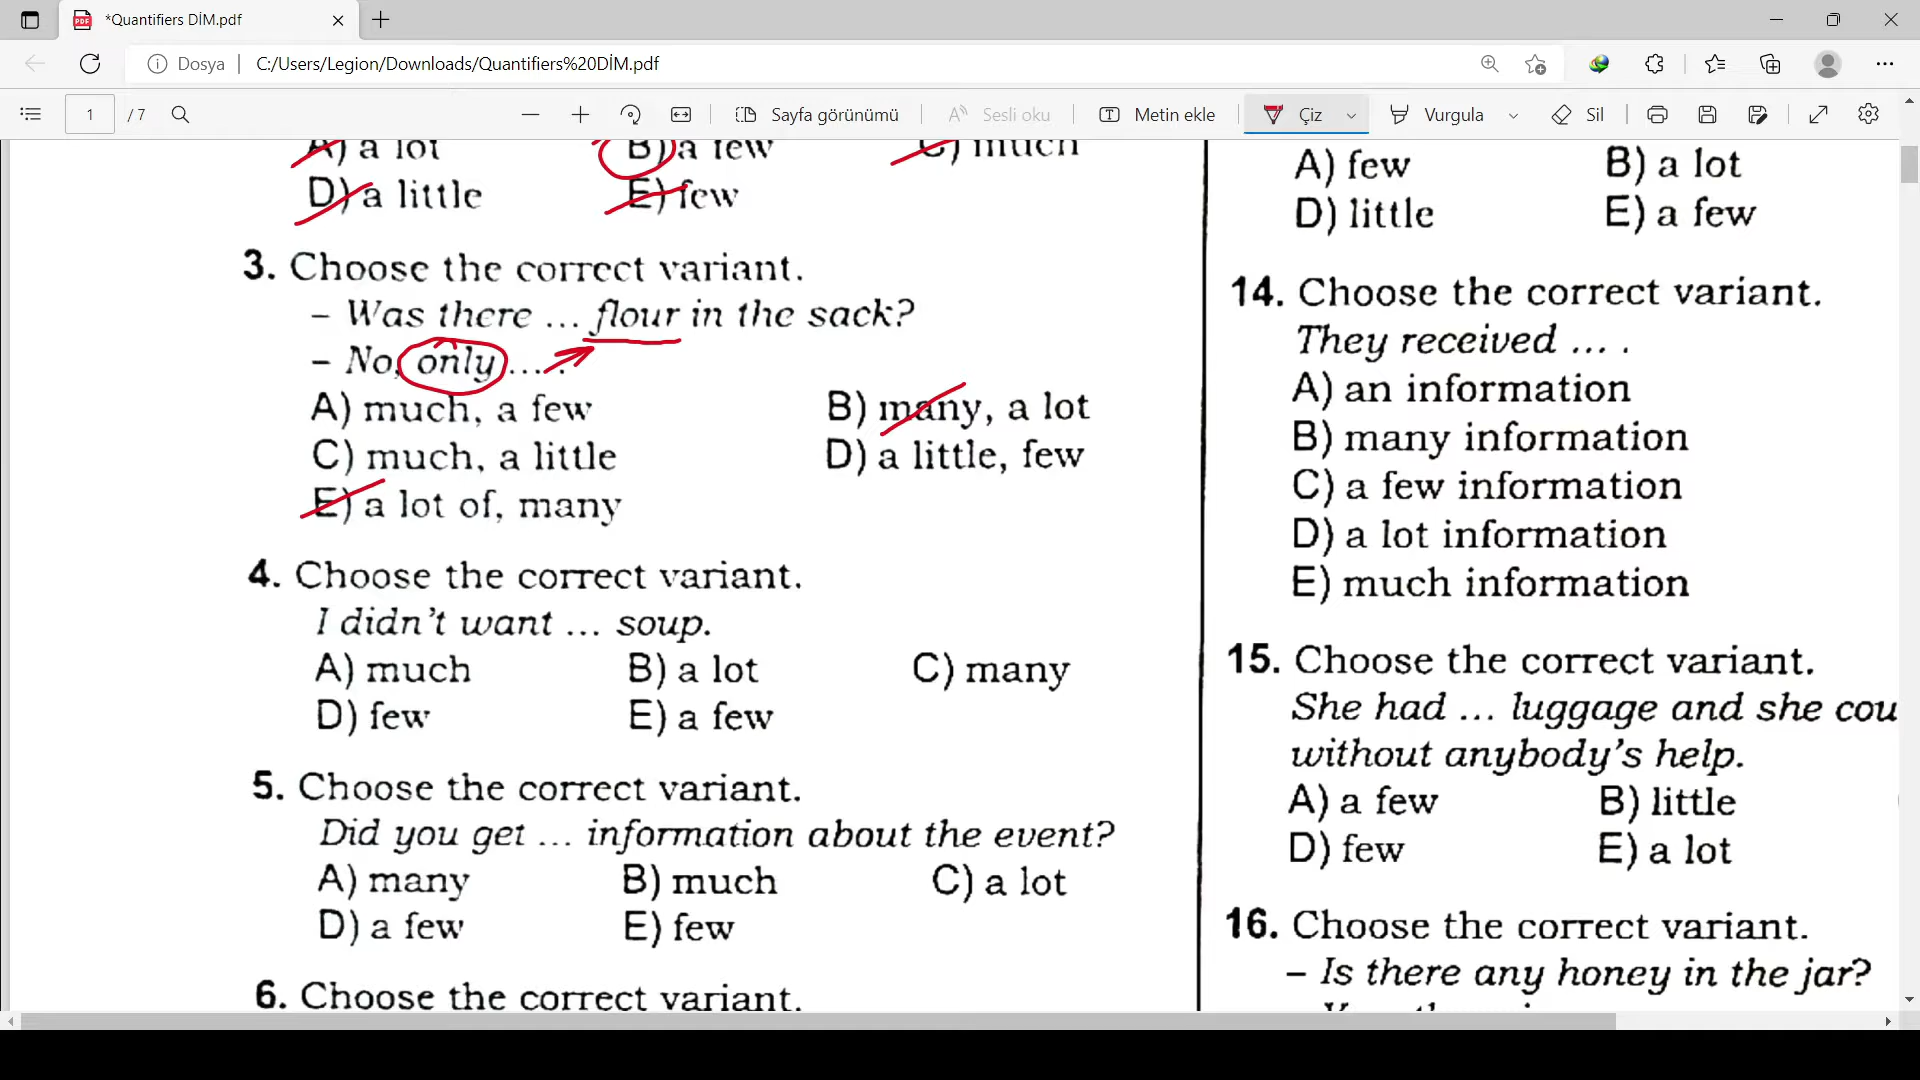 *Quantifiers DİM.pdf
Dosya C:/Users/Legion/Downloads/Quantifiers%20DİM.pdf
1 /7 Sayfa görünümü Sesli oku Metin ekle Çiz Vurgula Sil
A) a lot B) a few C) much
D) a little E) few
3. Choose the correct variant.
– Was there ... flour in the sack?
– No, only ... .
A) much, a few B) many, a lot
C) much, a little D) a little, few
E) a lot of, many
4. Choose the correct variant.
I didn't want ... soup.
A) much B) a lot C) many
D) few E) a few
5. Choose the correct variant.
Did you get ... information about the event?
A) many B) much C) a lot
D) a few E) few
6. Choose the correct variant.
A) few B) a lot
D) little E) a few
14. Choose the correct variant.
They received ... .
A) an information
B) many information
C) a few information
D) a lot information
E) much information
15. Choose the correct variant.
She had ... luggage and she cou
without anybody's help.
A) a few B) little
D) few E) a lot
16. Choose the correct variant.
– Is there any honey in the jar?